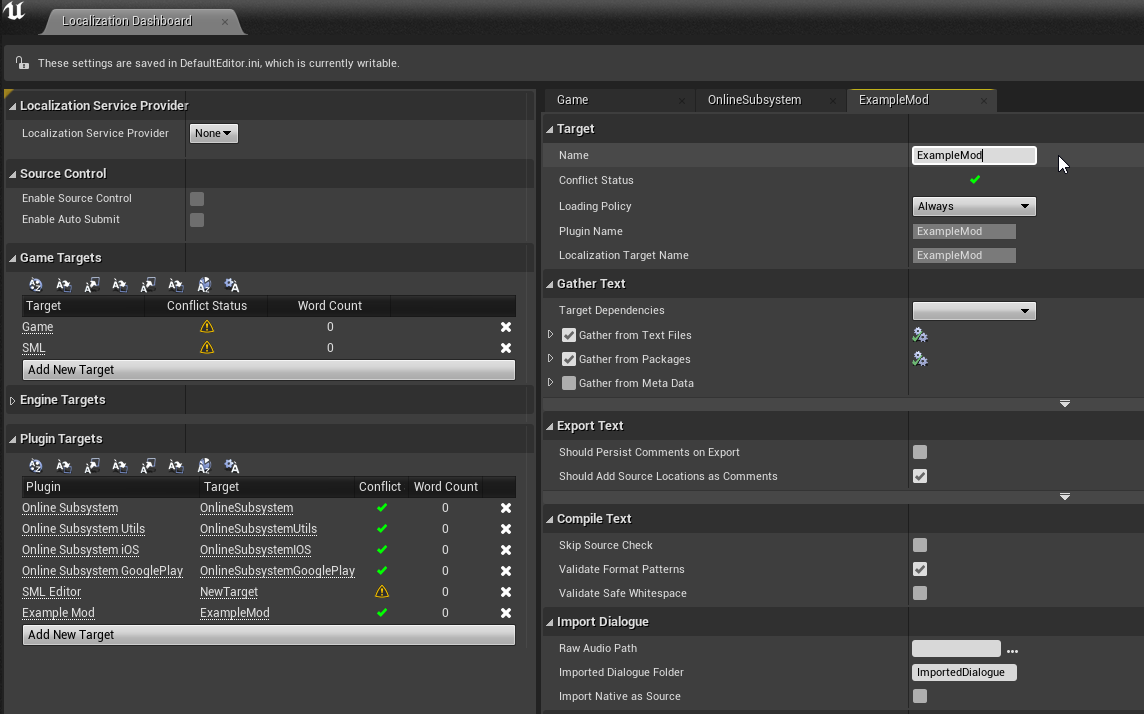 Localization Dashboard
These settings are saved in DefaultEditor.ini, which is currently writable.
Localization Service Provider
Localization Service Provider None
Source Control
Enable Source Control
Enable Auto Submit
Game Targets
Target Conflict Status Word Count
Game 0
SML 0
Add New Target
Engine Targets
Plugin Targets
Plugin Target Conflict Word Count
Online Subsystem OnlineSubsystem 0
Online Subsystem Utils OnlineSubsystemUtils 0
Online Subsystem iOS OnlineSubsystemIOS 0
Online Subsystem GooglePlay OnlineSubsystemGooglePlay 0
SML Editor NewTarget 0
Example Mod ExampleMod 0
Add New Target
Game OnlineSubsystem ExampleMod
Target
Name ExampleMod
Conflict Status
Loading Policy Always
Plugin Name ExampleMod
Localization Target Name ExampleMod
Gather Text
Target Dependencies
Gather from Text Files
Gather from Packages
Gather from Meta Data
Export Text
Should Persist Comments on Export
Should Add Source Locations as Comments
Compile Text
Skip Source Check
Validate Format Patterns
Validate Safe Whitespace
Import Dialogue
Raw Audio Path ...
Imported Dialogue Folder ImportedDialogue
Import Native as Source